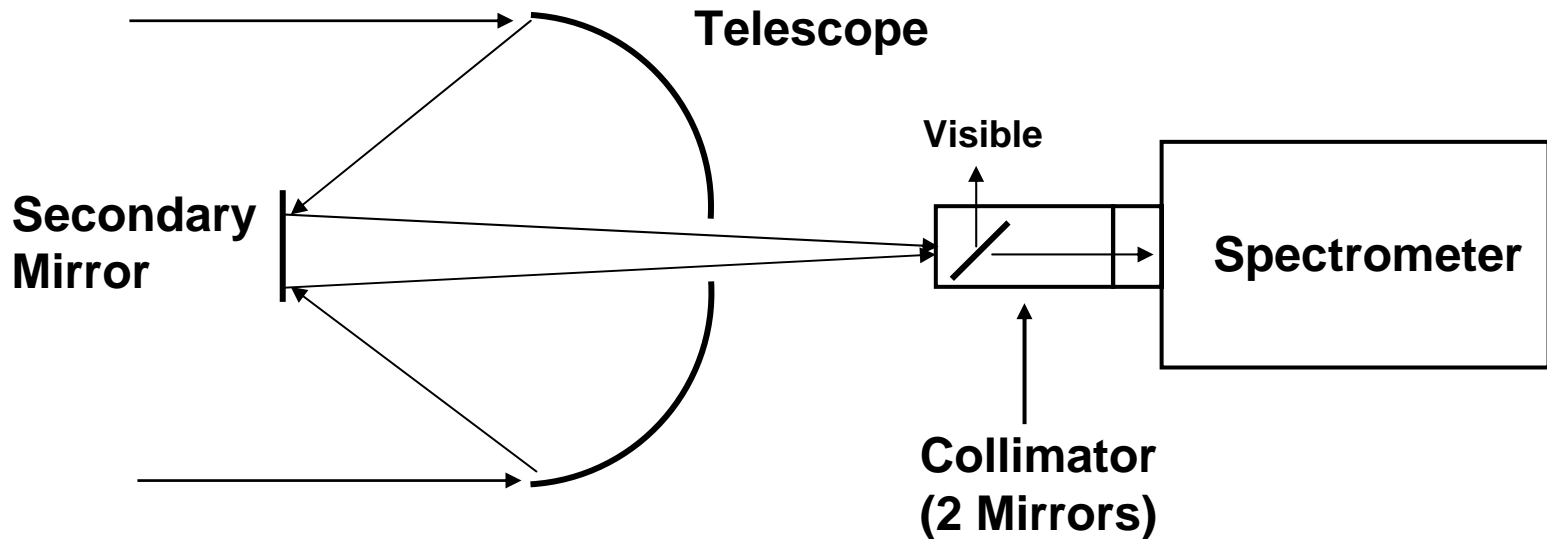 Telescope
Visible
Secondary
Mirror
Spectrometer
Collimator
(2 Mirrors)